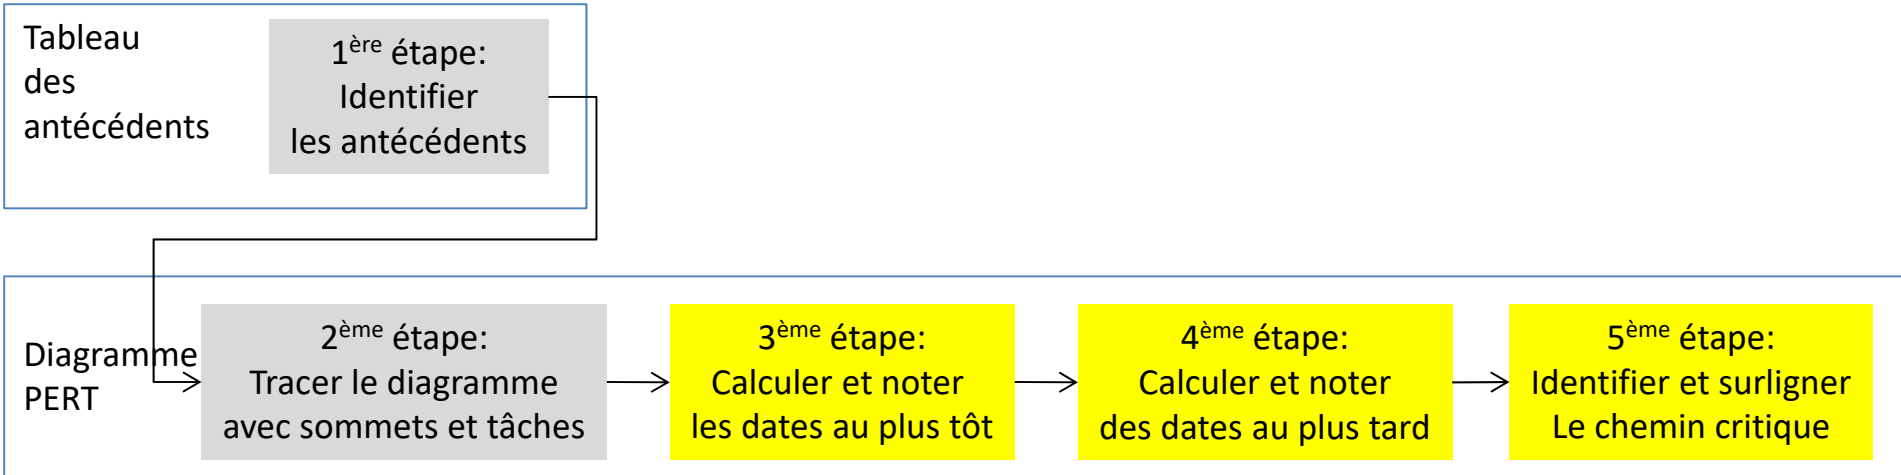 Tableau
des
antécédents
1ère étape:
Identifier
les antécédents
Diagramme
PERT
2ème étape:
Tracer le diagramme
avec sommets et tâches
3ème étape:
Calculer et noter
les dates au plus tôt
4ème étape:
Calculer et noter
des dates au plus tard
5ème étape:
Identifier et surligner
Le chemin critique